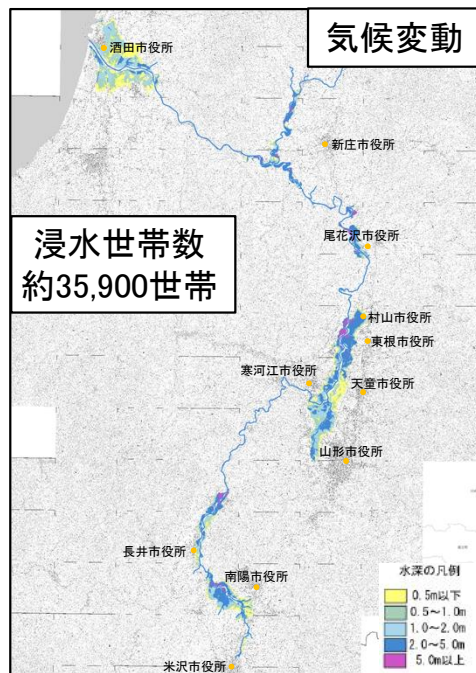 気候変動
酒田市役所
新庄市役所
浸水世帯数
約35,900世帯
尾花沢市役所
村山市役所
東根市役所
寒河江市役所
天童市役所
山形市役所
長井市役所
南陽市役所
米沢市役所
水深の凡例
0.5m以下
0.5～1.0m
1.0～2.0m
2.0～5.0m
5.0m以上